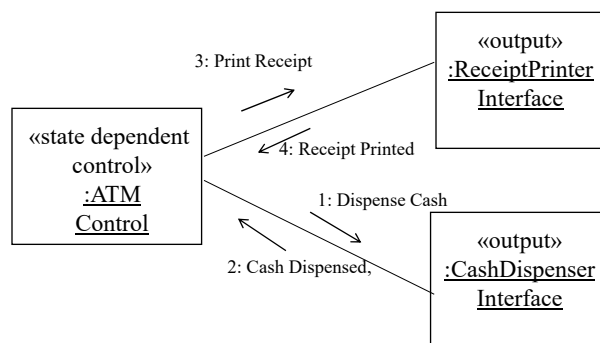 «output»
:ReceiptPrinter
Interface
3: Print Receipt
«state dependent
control»
:ATM
Control
4: Receipt Printed
1: Dispense Cash
2: Cash Dispensed,
«output»
:CashDispenser
Interface